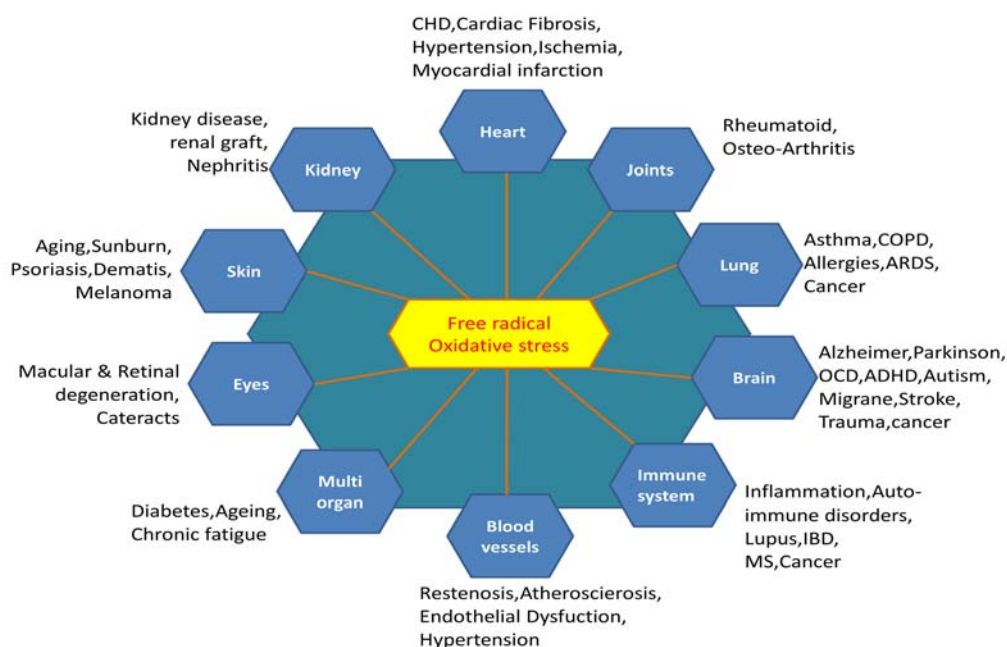 CHD,Cardiac Fibrosis,
Hypertension,Ischemia,
Myocardial infarction
Heart
Rheumatoid,
Osteo-Arthritis
Joints
Asthma,COPD,
Allergies,ARDS,
Cancer
Lung
Alzheimer,Parkinson,
OCD,ADHD,Autism,
Migrane,Stroke,
Trauma,cancer
Brain
Immune
system
Inflammation,Auto-
immune disorders,
Lupus,IBD,
MS,Cancer
Blood
vessels
Restenosis,Atheroscierosis,
Endothelial Dysfuction,
Hypertension
Multi
organ
Diabetes,Ageing,
Chronic fatigue
Eyes
Macular & Retinal
degeneration,
Cateracts
Skin
Aging,Sunburn,
Psoriasis,Dematis,
Melanoma
Kidney
Kidney disease,
renal graft,
Nephritis
Free radical
Oxidative stress